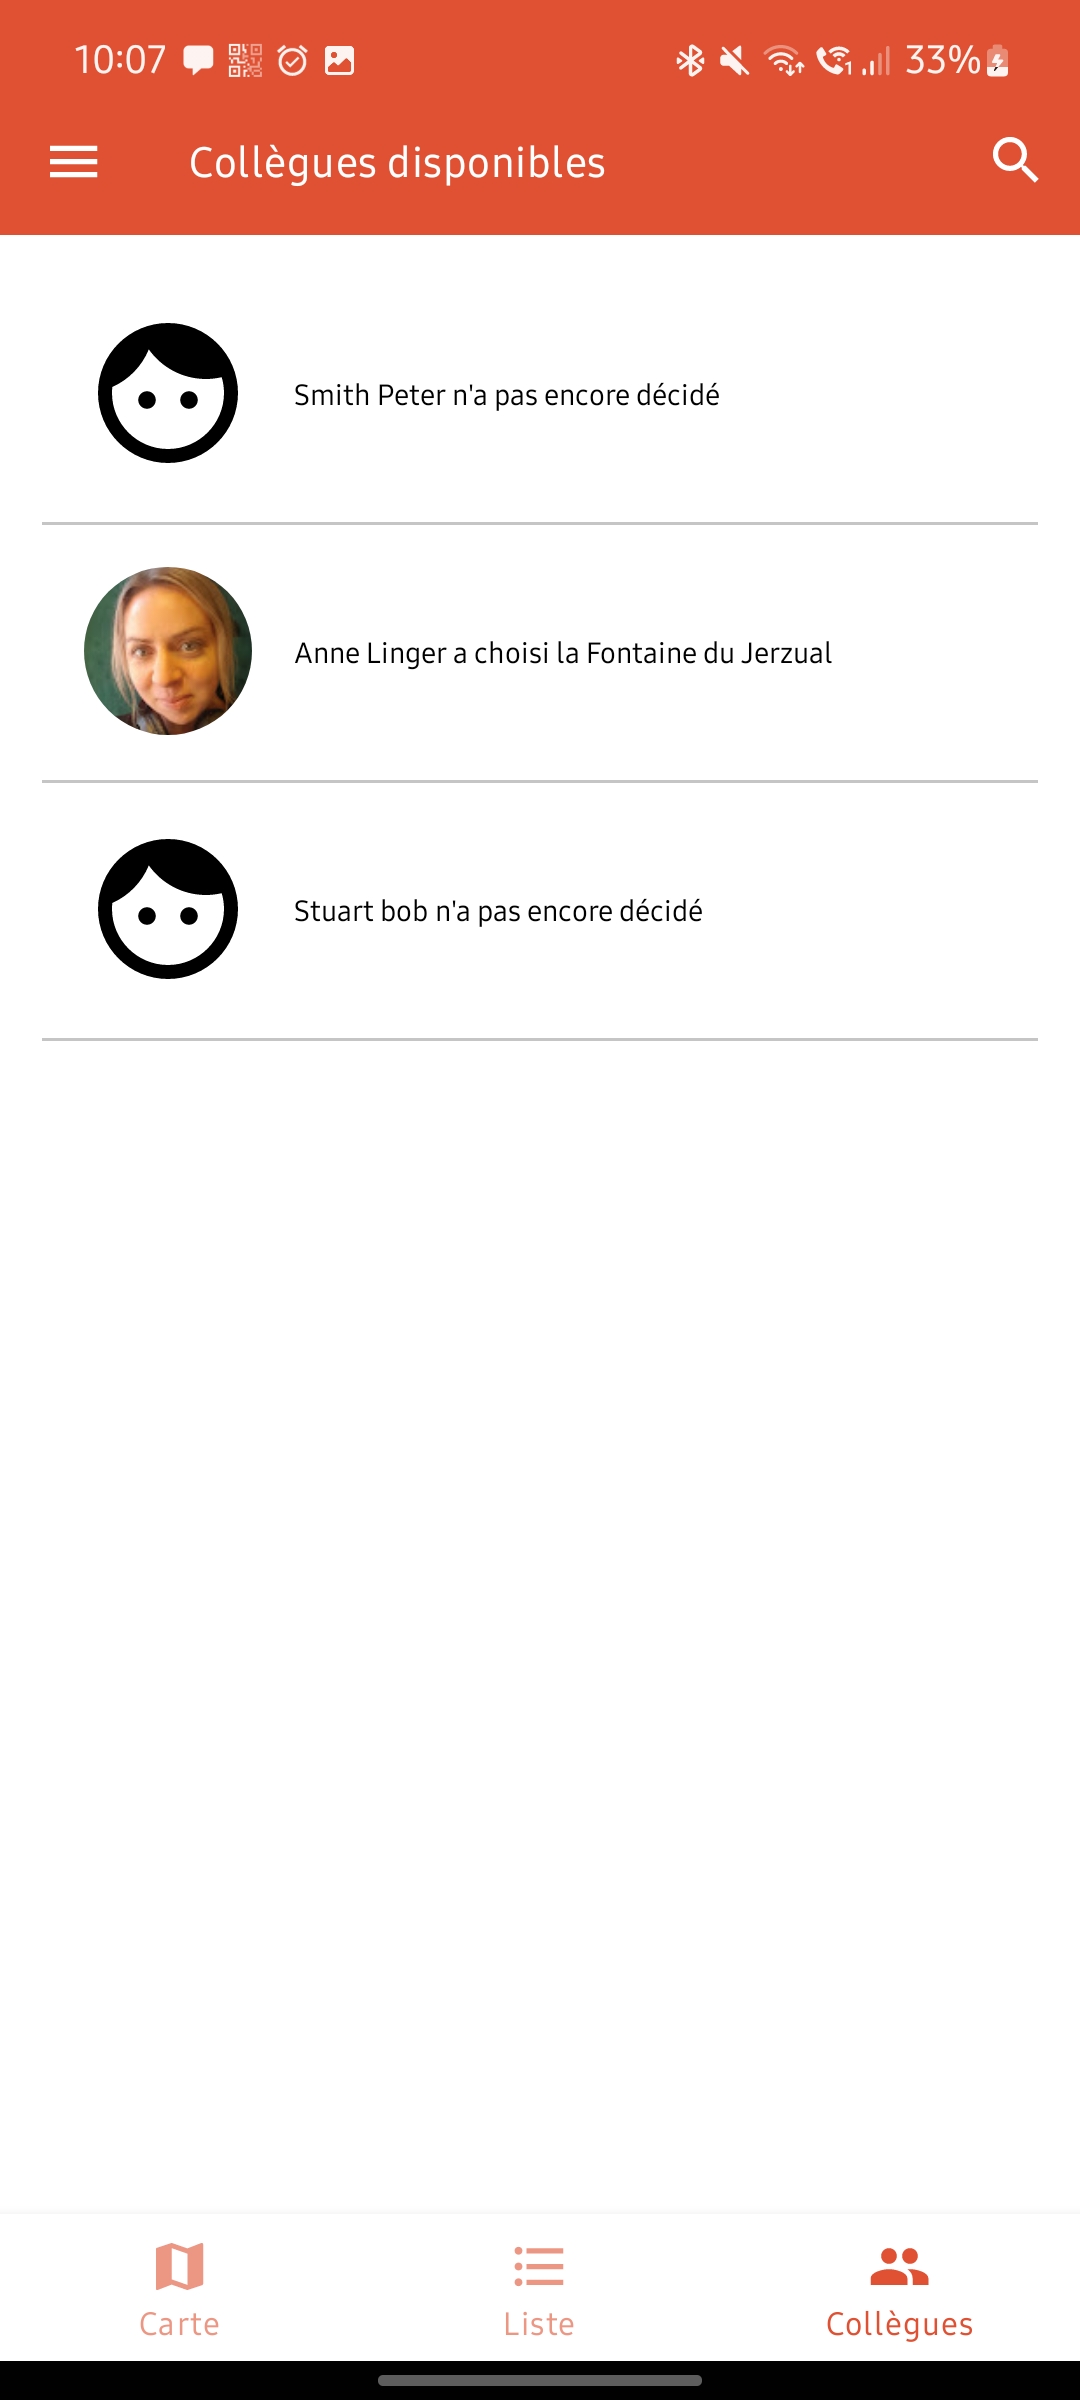 10:07 33%
Collègues disponibles
Smith Peter n'a pas encore décidé
Anne Linger a choisi la Fontaine du Jerzual
Stuart bob n'a pas encore décidé
Carte Liste Collègues